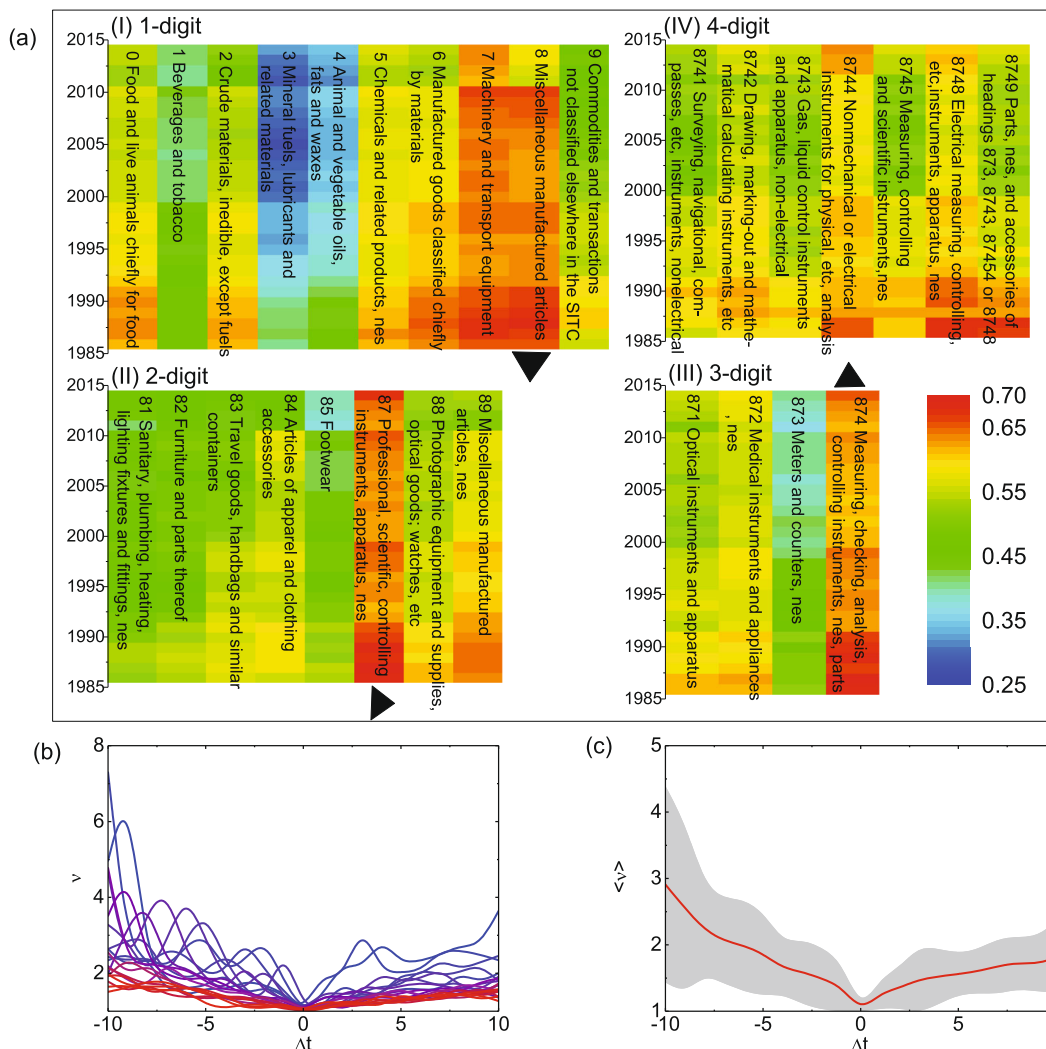 (a)
(I) 1-digit
2015
2010
2005
2000
1995
1990
1985
0 Food and live animals chiefly for food
1 Beverages and tobaco
2 Crude materials, inedible, except fuels
3 Mineral fuels, lubricants and
related materials
4 Animal and vegetable oils,
fats and waxes
5 Chemicals and related products, nes
6 Manufactured goods classified chiefly
by materials
7 Machinery and transport equipment
8 Miscellaneous manufactured articles
9 Commodities and transactions
not classified elsewhere in the SITC
(IV) 4-digit
2015
2010
2005
2000
1995
1990
1985
8741 Surveying, navigational, com-
passes, etc, instruments, nonelectrical
8742 Drawing, marking-out and mathe-
matical calculating instruments, etc
8743 Gas, liquid control instruments
and apparatus, non-electrical
8744 Nonmechanical or electrical
instruments for physical, etc, analysis
8745 Measuring, controlling
and scientific instruments,nes
8748 Electrical measuring, controlling,
etc,instruments, apparatus, nes
8749 Parts, nes, and accessories of
headings 873, 8743, 87454 or 8748
(II) 2-digit
2015
2010
2005
2000
1995
1990
1985
81 Sanitary, plumbing, heating,
lighting fixtures and fittings, nes
82 Furniture and parts thereof
83 Travel goods, handbags and similar
containers
84 Articles of apparel and clothing
accessories
85 Footwear
87 Professional, scientific, controlling
instruments, apparatus, nes
88 Photographic equipment and supplies,
optical goods; watches, etc
89 Miscellaneous manufactured
articles, nes
(III) 3-digit
2015
2010
2005
2000
1995
1990
1985
871 Optical instruments and apparatus
872 Medical instruments and appliances
, nes
873 Meters and counters, nes
874 Measuring, checking, analysis,
controlling instruments, nes, parts
0.70
0.65
0.55
0.45
0.35
0.25
(b)
8
6
4
2
ν
-10 -5 0 5 10
Δt
(c)
5
4
3
2
1
<ν>
-10 -5 0 5
Δt